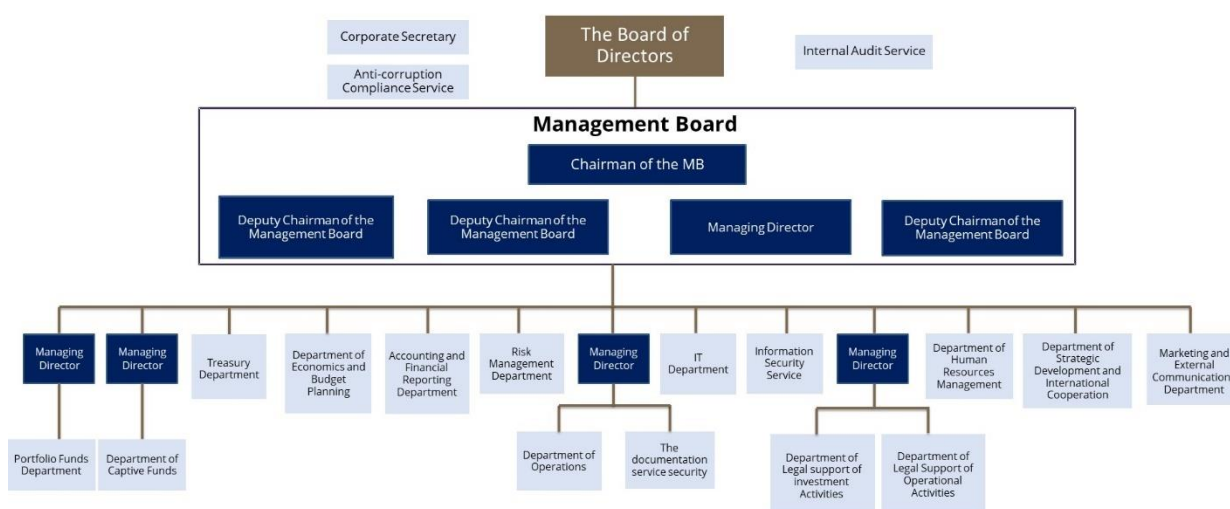 Corporate Secretary
The Board of
Directors
Internal Audit Service
Anti-corruption
Compliance Service
Management Board
Chairman of the MB
Deputy Chairman of the
Management Board
Deputy Chairman of the
Management Board
Managing Director
Deputy Chairman of the
Management Board
Managing
Director
Managing
Director
Treasury
Department
Department of
Economics and
Budget
Planning
Accounting and
Financial
Reporting
Department
Risk
Management
Department
Managing
Director
IT
Department
Information
Security
Service
Managing
Director
Department of
Human
Resources
Management
Department of
Strategic
Development and
International
Cooperation
Marketing and
External
Communication
Department
Portfolio Funds
Department
Department of
Captive Funds
Department of
Operations
The
documentation
service security
Department of
Legal support of
investment
Activities
Department of
Legal Support of
Operational
Activities